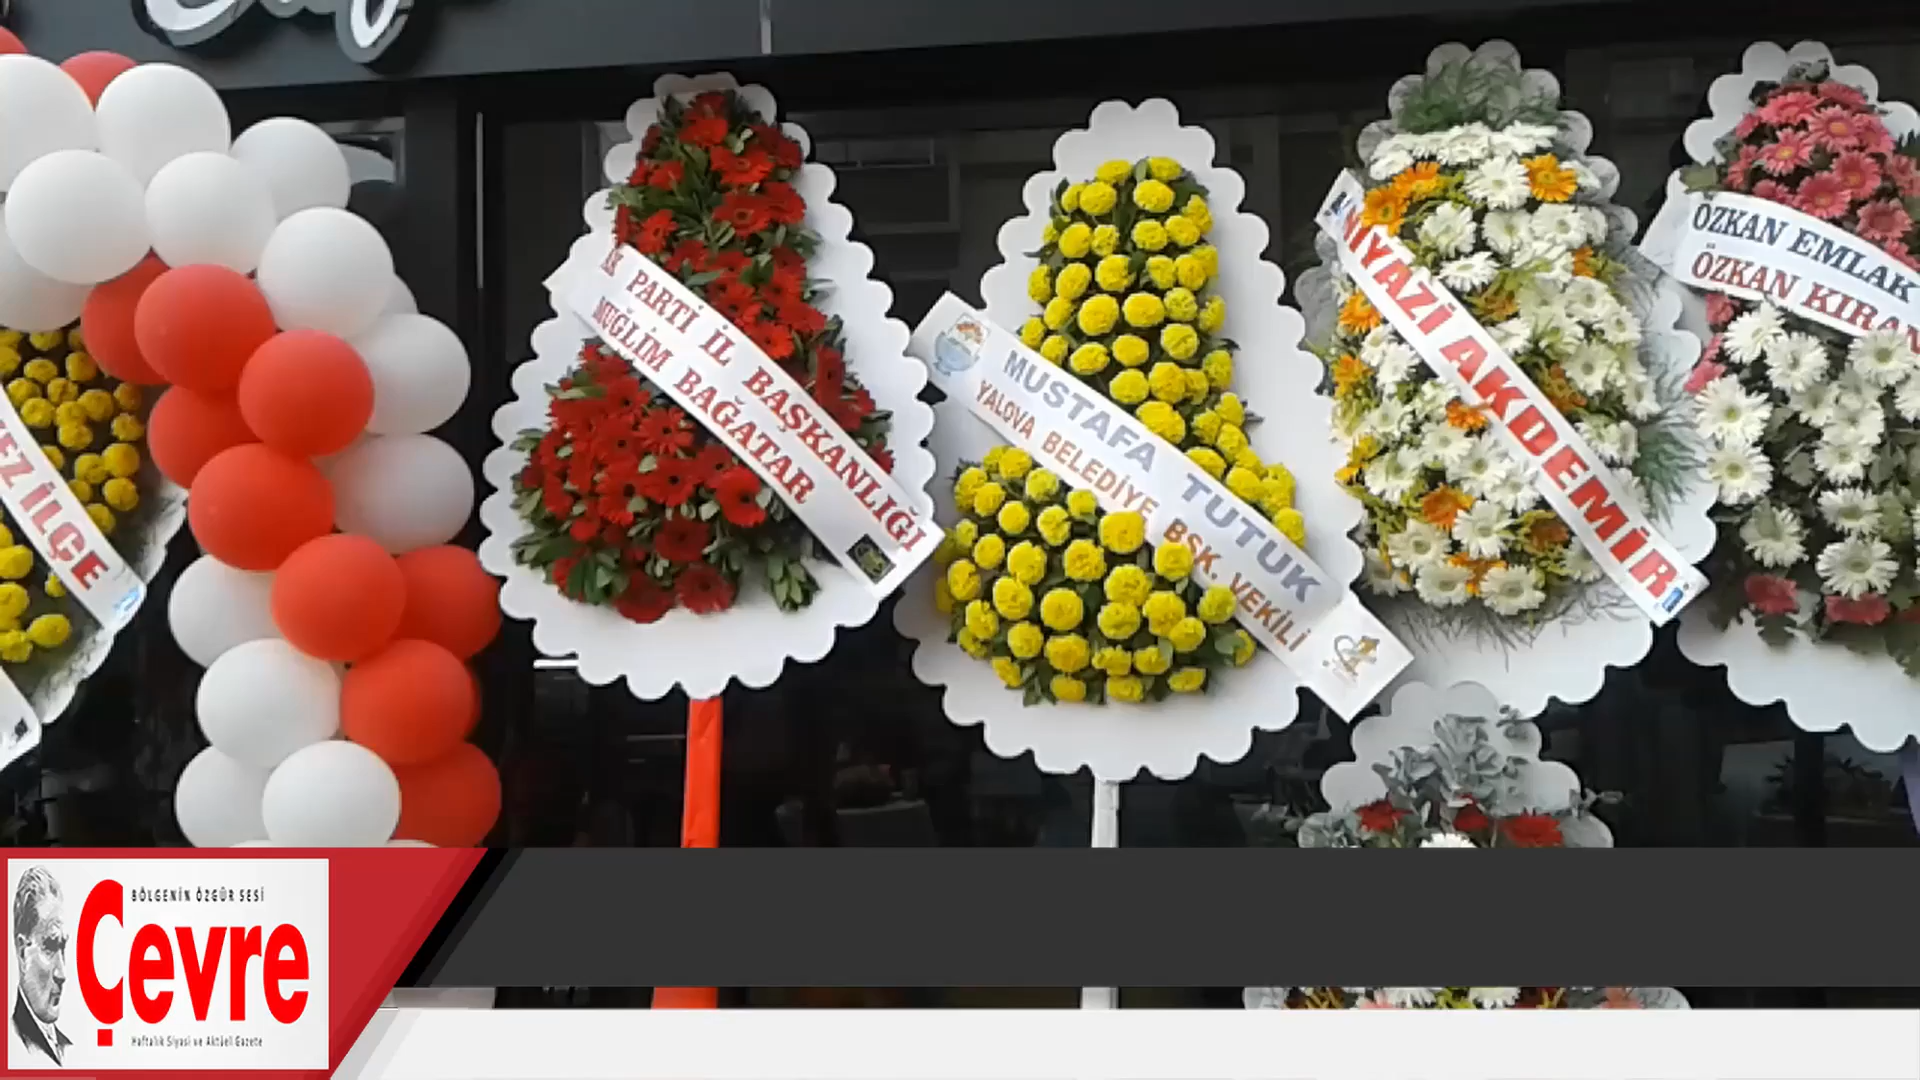 İK PARTİ İL BAŞKANLIĞI
MUĞLİM BAĞATAR
MUSTAFA TUTUK
YALOVA BELEDİYE BŞK. VEKİLİ
NİYAZİ AKDEMİR
ÖZKAN EMLAK
ÖZKAN KIRAN
EZ İLÇE
BÖLGENİN ÖZGÜR SESİ
Çevre
Haftalık Siyasi ve Aktüel Gazete